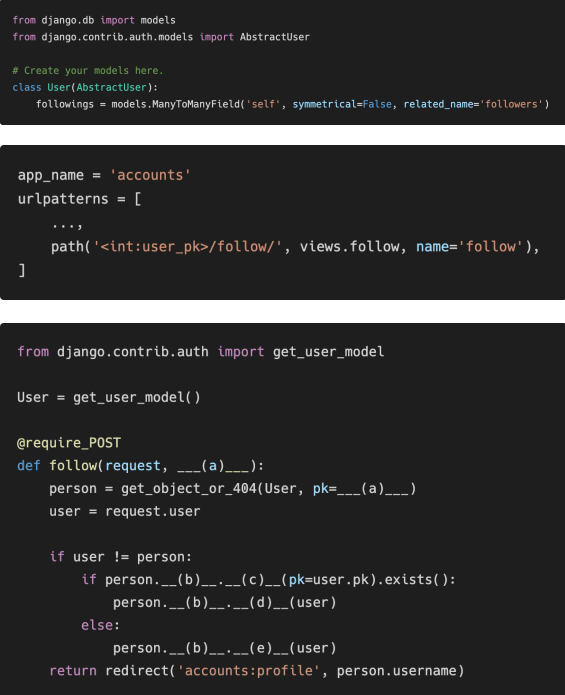 from django.db import models
from django.contrib.auth.models import AbstractUser
# Create your models here.
class User(AbstractUser):
    followings = models.ManyToManyField('self', symmetrical=False, related_name='followers')
app_name = 'accounts'
urlpatterns = [
    ...,
    path('<int:user_pk>/follow/', views.follow, name='follow'),
]
from django.contrib.auth import get_user_model
User = get_user_model()
@require_POST
def follow(request, ___(a)___):
    person = get_object_or_404(User, pk=___(a)___)
    user = request.user
    if user != person:
        if person.__(b)__.__(c)__(pk=user.pk).exists():
            person.__(b)__.__(d)__(user)
        else:
            person.__(b)__.__(e)__(user)
    return redirect('accounts:profile', person.username)